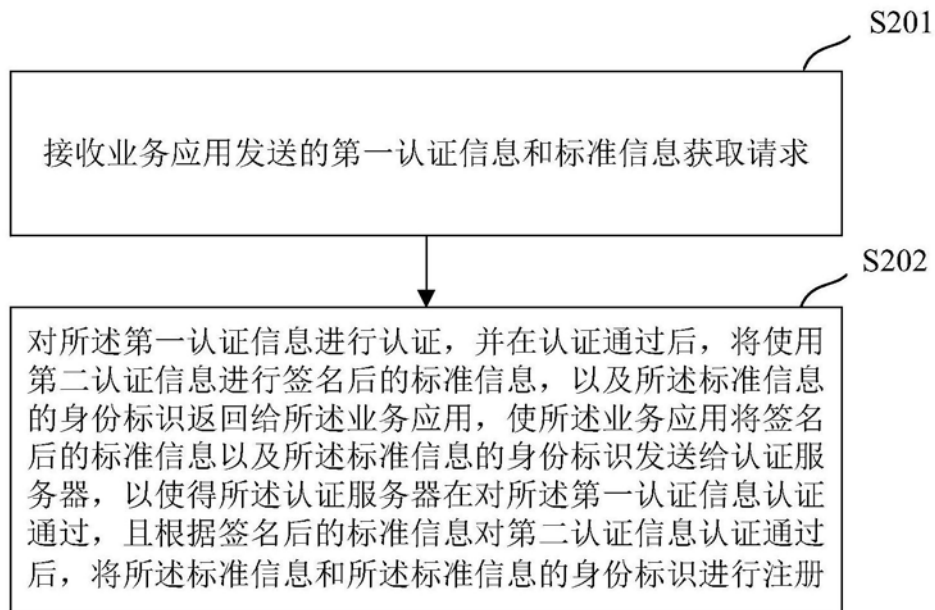 S201
接收业务应用发送的第一认证信息和标准信息获取请求
S202
对所述第一认证信息进行认证，并在认证通过后，将使用
第二认证信息进行签名后的标准信息，以及所述标准信息
的身份标识返回给所述业务应用，使所述业务应用将签名
后的标准信息以及所述标准信息的身份标识发送给认证服
务器，以使得所述认证服务器在对所述第一认证信息认证
通过，且根据签名后的标准信息对第二认证信息认证通过
后，将所述标准信息和所述标准信息的身份标识进行注册